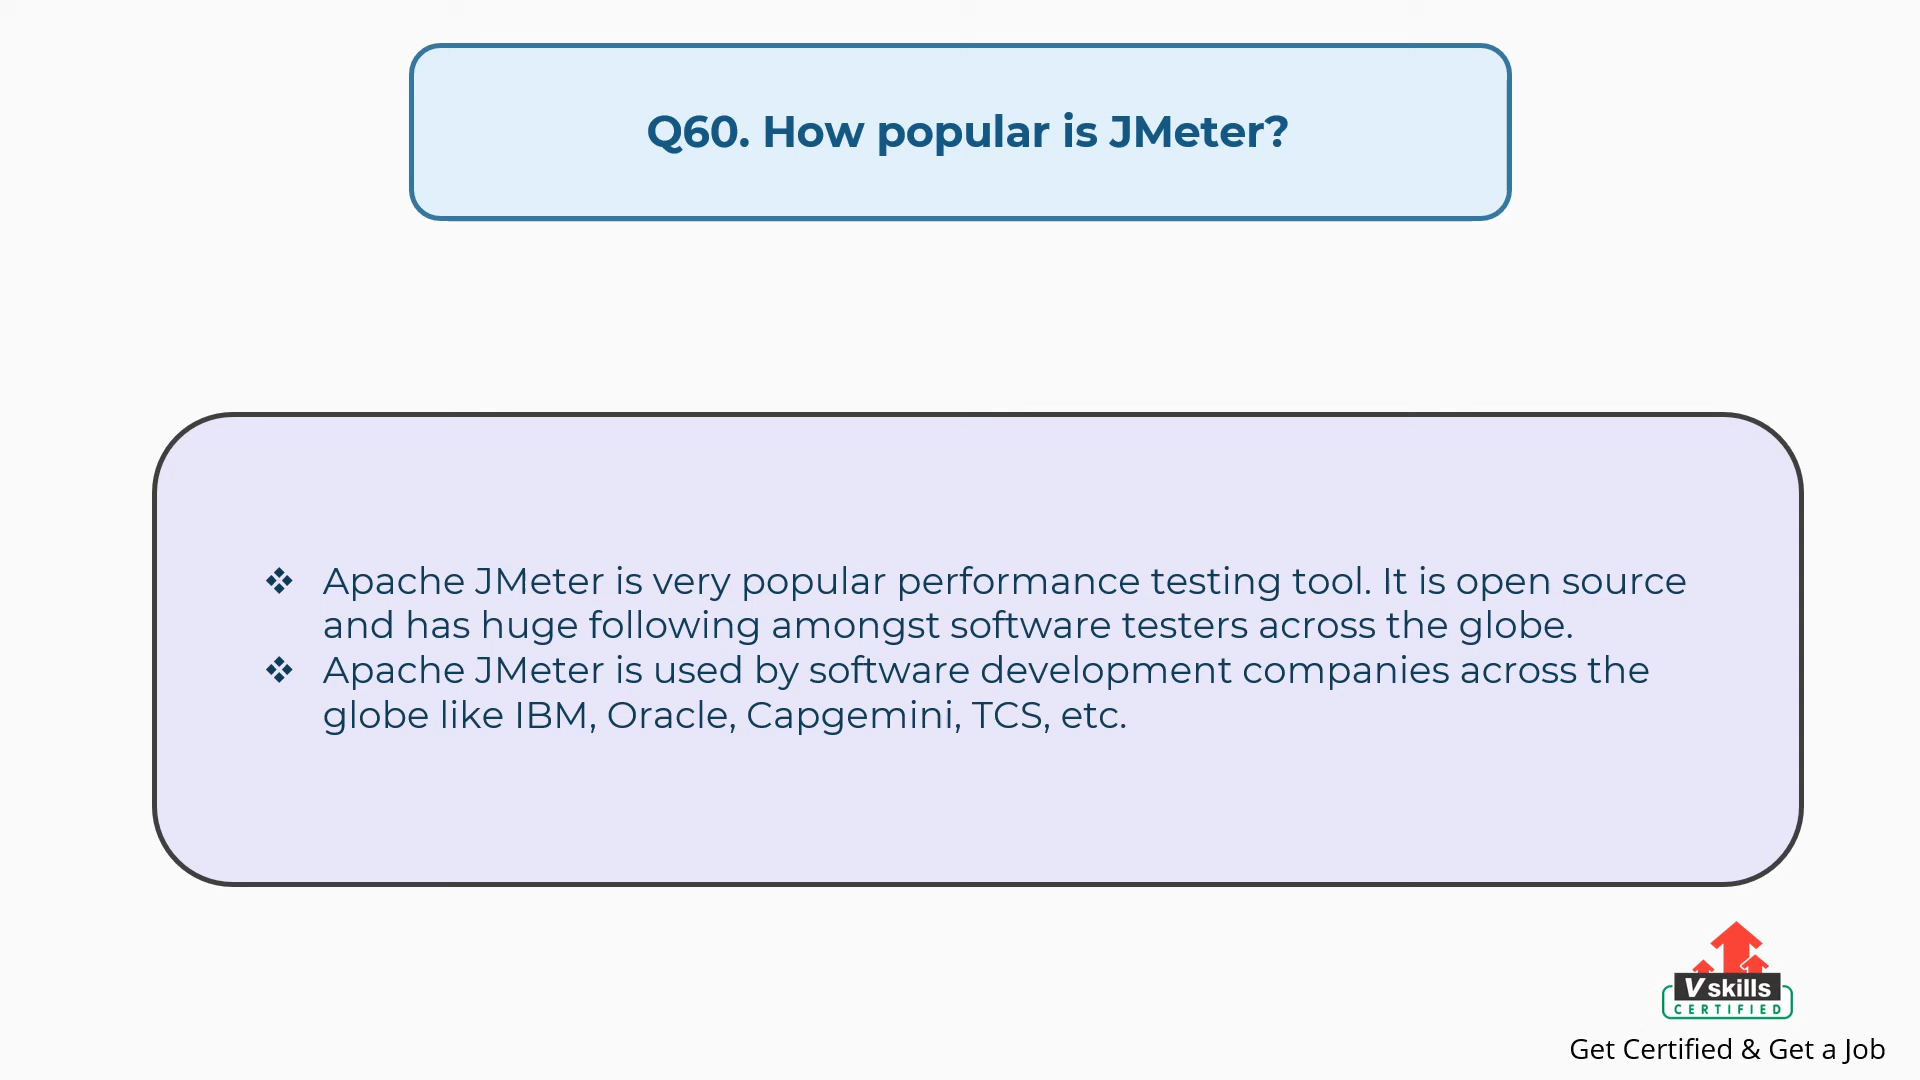 Q60. How popular is JMeter?
❖ Apache JMeter is very popular performance testing tool. It is open source
and has huge following amongst software testers across the globe.
❖ Apache JMeter is used by software development companies across the
globe like IBM, Oracle, Capgemini, TCS, etc.
Vskills
CERTIFIED
Get Certified & Get a Job